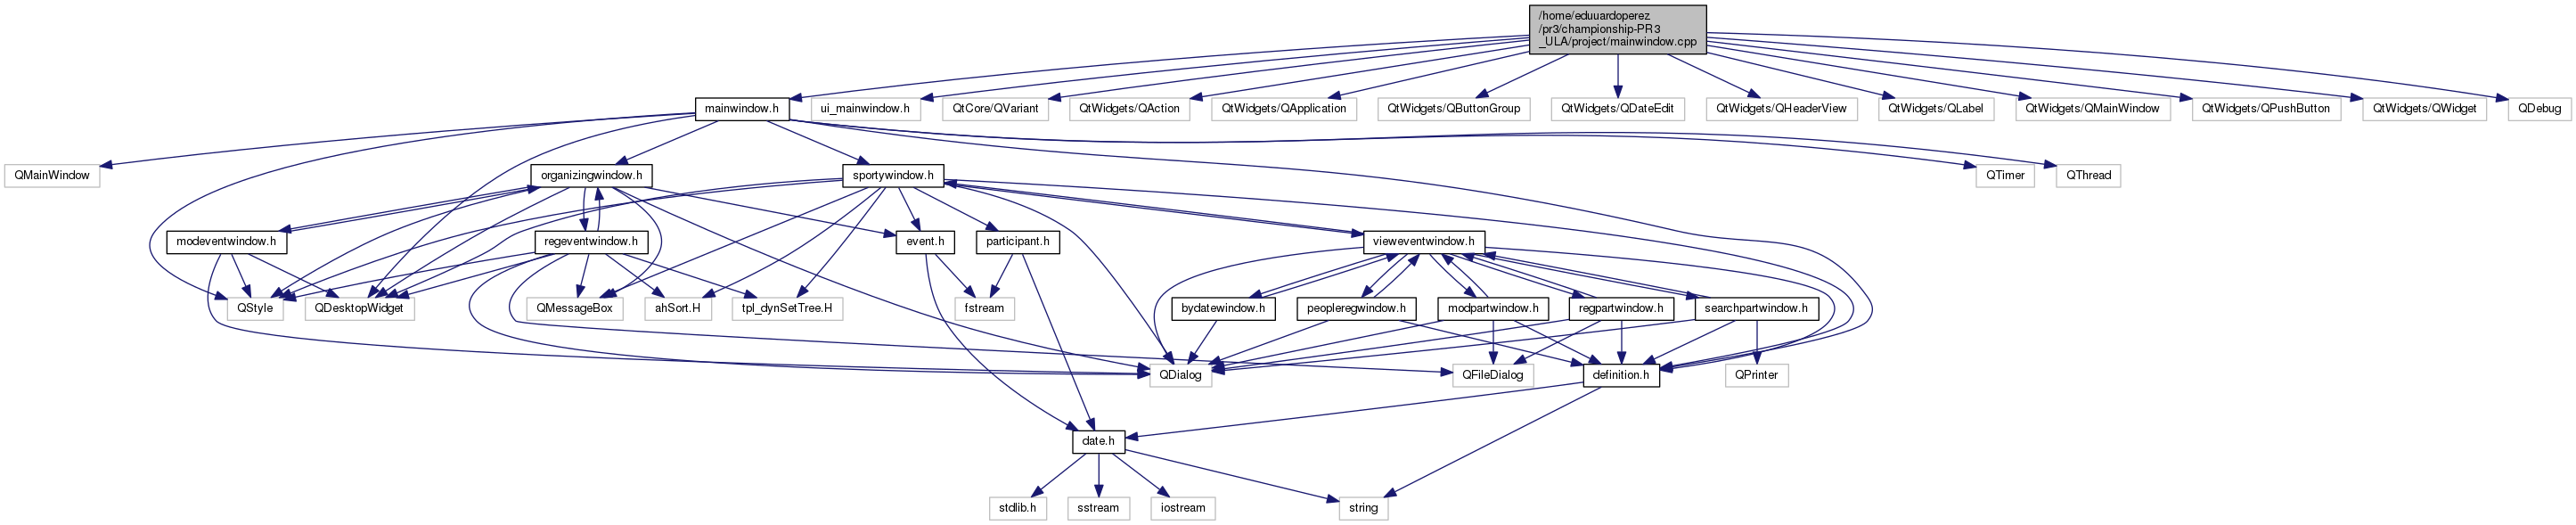 /home/eduuardoperez
/pr3/championship-PR3
_ULA/project/mainwindow.cpp
mainwindow.h
ui_mainwindow.h
QtCore/QVariant
QtWidgets/QAction
QtWidgets/QApplication
QtWidgets/QButtonGroup
QtWidgets/QDateEdit
QtWidgets/QHeaderView
QtWidgets/QLabel
QtWidgets/QMainWindow
QtWidgets/QPushButton
QtWidgets/QWidget
QDebug
QMainWindow
organizingwindow.h
sportywindow.h
QTimer
QThread
modeventwindow.h
regeventwindow.h
event.h
participant.h
vieweventwindow.h
QStyle
QDesktopWidget
QMessageBox
ahSort.H
tpl_dynSetTree.H
fstream
bydatewindow.h
peopleregwindow.h
modpartwindow.h
regpartwindow.h
searchpartwindow.h
QDialog
QFileDialog
definition.h
QPrinter
date.h
stdlib.h
sstream
iostream
string